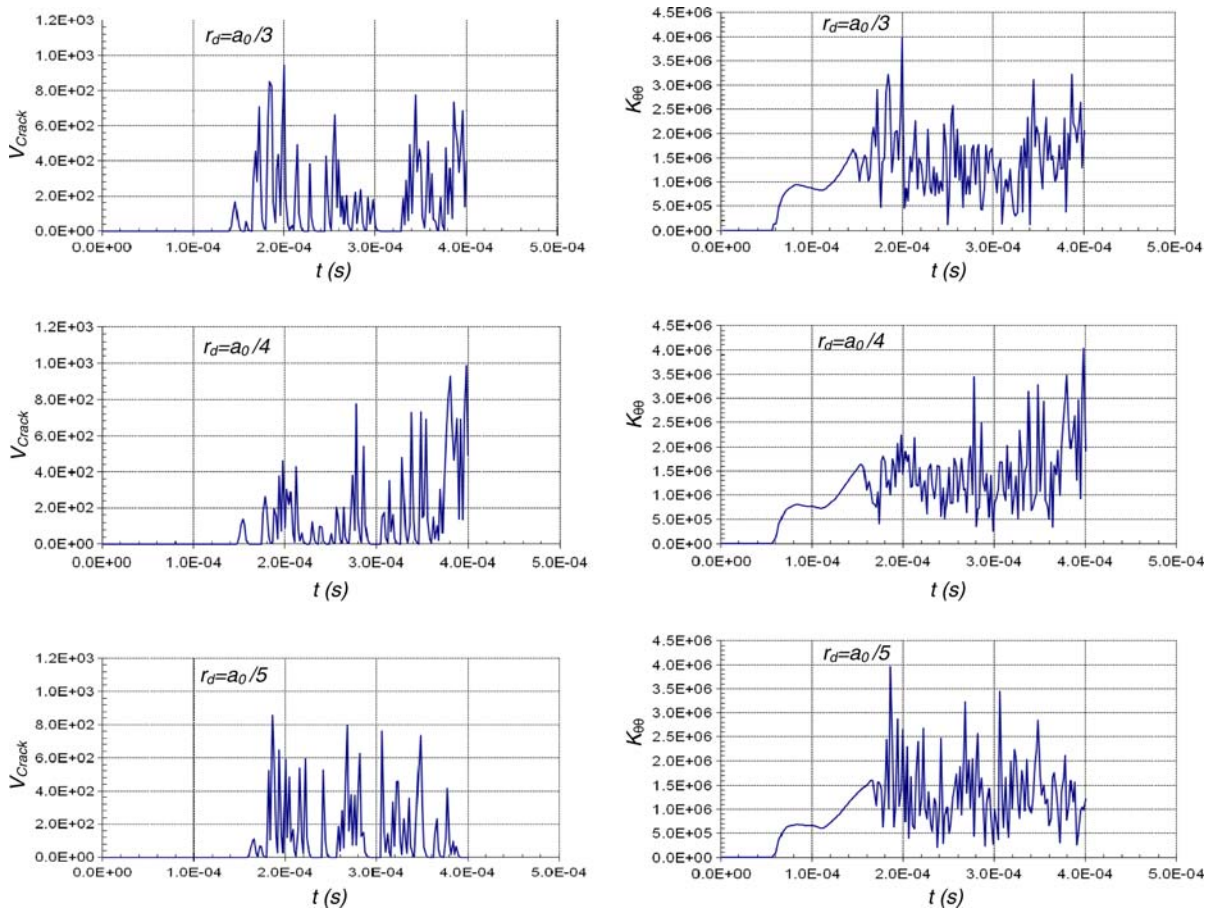 1.2E+03
1.0E+03
8.0E+02
6.0E+02
4.0E+02
2.0E+02
0.0E+00
V_Crack
r_d=a_0/3
0.0E+00 1.0E-04 2.0E-04 3.0E-04 4.0E-04 5.0E-04
t (s)
4.5E+06
4.0E+06
3.5E+06
3.0E+06
2.5E+06
2.0E+06
1.5E+06
1.0E+06
5.0E+05
0.0E+00
K_θθ
r_d=a_0/3
0.0E+00 1.0E-04 2.0E-04 3.0E-04 4.0E-04 5.0E-04
t (s)
1.2E+03
1.0E+03
8.0E+02
6.0E+02
4.0E+02
2.0E+02
0.0E+00
V_Crack
r_d=a_0/4
0.0E+00 1.0E-04 2.0E-04 3.0E-04 4.0E-04 5.0E-04
t (s)
4.5E+06
4.0E+06
3.5E+06
3.0E+06
2.5E+06
2.0E+06
1.5E+06
1.0E+06
5.0E+05
0.0E+00
K_θθ
r_d=a_0/4
0.0E+00 1.0E-04 2.0E-04 3.0E-04 4.0E-04 5.0E-04
t (s)
1.2E+03
1.0E+03
8.0E+02
6.0E+02
4.0E+02
2.0E+02
0.0E+00
V_Crack
r_d=a_0/5
0.0E+00 1.0E-04 2.0E-04 3.0E-04 4.0E-04 5.0E-04
t (s)
4.5E+06
4.0E+06
3.5E+06
3.0E+06
2.5E+06
2.0E+06
1.5E+06
1.0E+06
5.0E+05
0.0E+00
K_θθ
r_d=a_0/5
0.0E+00 1.0E-04 2.0E-04 3.0E-04 4.0E-04 5.0E-04
t (s)